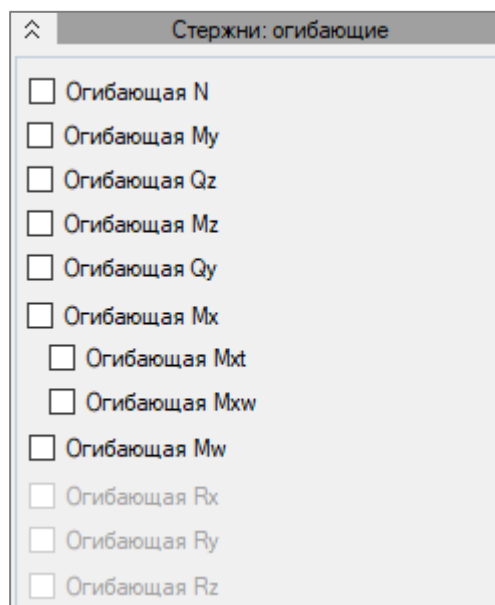 Стержни: огибающие
Огибающая N
Огибающая My
Огибающая Qz
Огибающая Mz
Огибающая Qy
Огибающая Mx
Огибающая Mxt
Огибающая Mxw
Огибающая Mw
Огибающая Rx
Огибающая Ry
Огибающая Rz